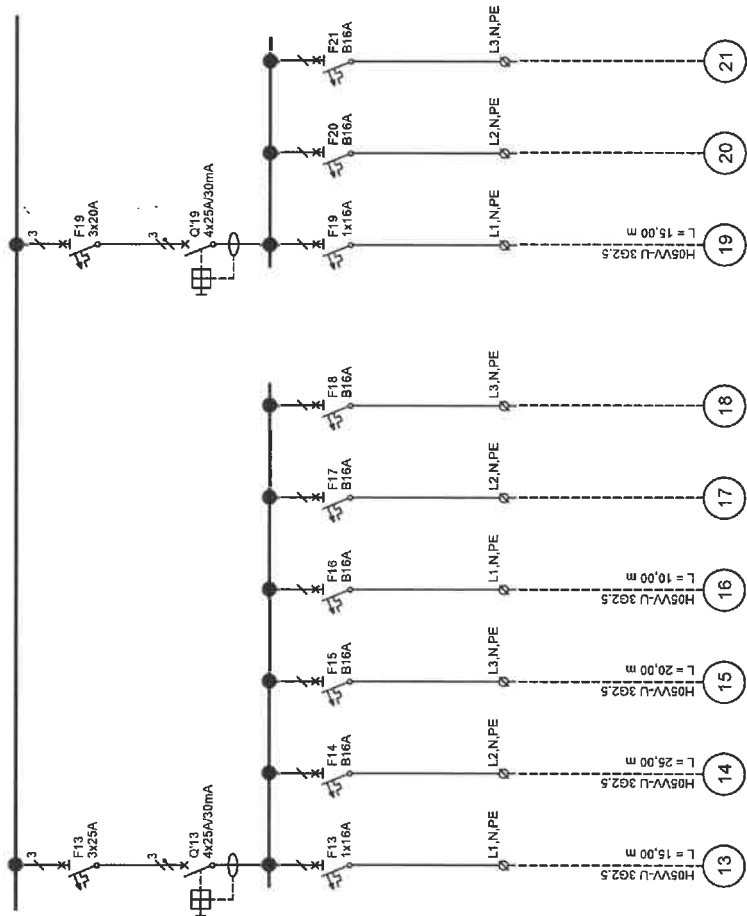 3
F13
3x25A
3
Q'13
4x25A/30mA
F13
1x16A
L1,N,PE
H05VV-U 3G2.5
L = 15,00 m
13
F14
B16A
L2,N,PE
H05VV-U 3G2.5
L = 25,00 m
14
F15
B16A
L3,N,PE
H05VV-U 3G2.5
L = 20,00 m
15
F16
B16A
L1,N,PE
H05VV-U 3G2.5
L = 10,00 m
16
F17
B16A
L2,N,PE
17
F18
B16A
L3,N,PE
18
3
F19
3x20A
3
Q'19
4x25A/30mA
F19
1x16A
L1,N,PE
H05VV-U 3G2.5
L = 15,00 m
19
F20
B16A
L2,N,PE
20
F21
B16A
L3,N,PE
21